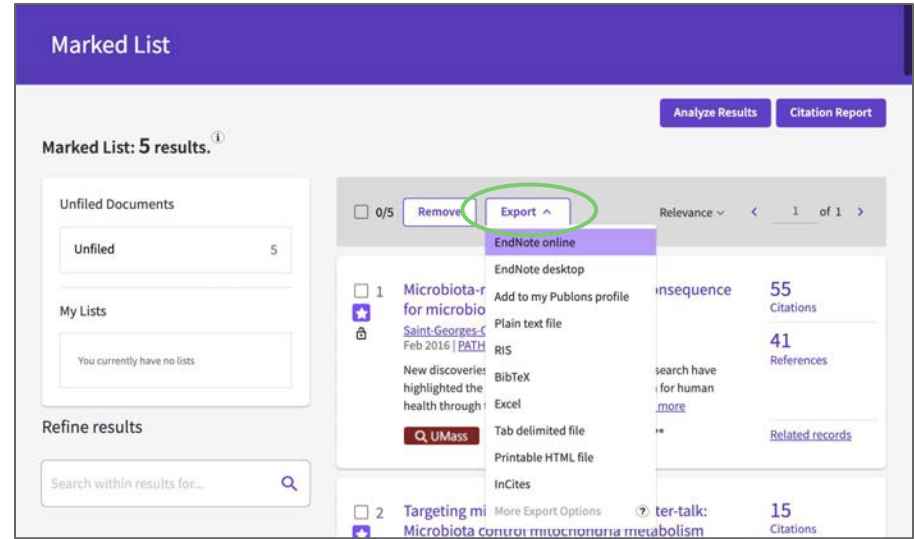 Marked List
Analyze Results
Citation Report
Marked List: 5 results.
Unfiled Documents
Unfiled 5
My Lists
You currently have no lists
Refine results
Search within results for...
0/5 Remove Export Relevance 1 of 1
EndNote online
EndNote desktop
Add to my Publons profile
Plain text file
RIS
BibTeX
Excel
Tab delimited file
Printable HTML file
InCites
More Export Options ?
1 Microbiota-
for microbio
Saint-Georges-
Feb 2016 | PATH
New discoveries search have
highlighted the for human
health through more
UMass
55
Citations
41
References
Related records
2 Targeting mi ter-talk:
Microbiota control mitochondria metabolism
15
Citations